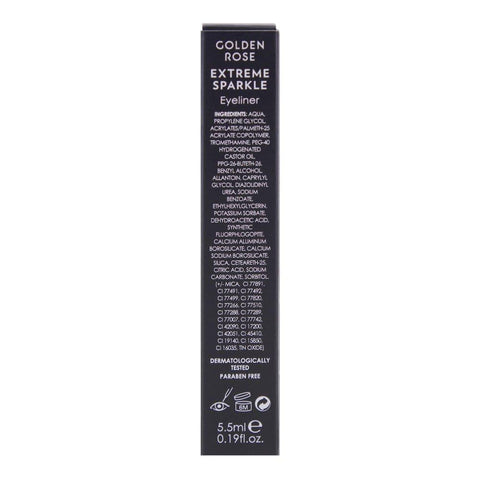 GOLDEN
ROSE
EXTREME
SPARKLE
Eyeliner
INGREDIENTS: AQUA,
PROPYLENE GLYCOL,
ACRYLATES/PALMETH-25
ACRYLATE COPOLYMER,
TROMETHAMINE, PEG-40
HYDROGENATED
CASTOR OIL,
PPG-26-BUTETH-26,
BENZYL ALCOHOL,
ALLANTOIN, CAPRYLYL
GLYCOL, DIAZOLIDINYL
UREA, SODIUM
BENZOATE,
ETHYLHEXYLGLYCERIN,
POTASSIUM SORBATE,
DEHYDROACETIC ACID,
SYNTHETIC
FLUORPHLOGOPITE,
CALCIUM ALUMINUM
BOROSILICATE, CALCIUM
SODIUM BOROSILICATE,
SILICA, CETEARETH-25,
CITRIC ACID, SODIUM
CARBONATE, SORBITOL.
(+/- MICA, CI 77891,
CI 77491, CI 77492,
CI 77499, CI 77820,
CI 77266, CI 77510,
CI 77288, CI 77289,
CI 77007, CI 77742,
CI 42090, CI 17200,
CI 42051, CI 45410,
CI 19140, CI 15850,
CI 16035, TIN OXIDE)
DERMATOLOGICALLY
TESTED
PARABEN FREE
6M
5.5ml e
0.19fl.oz.